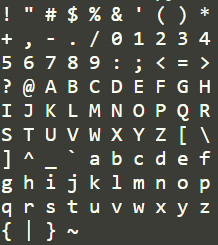 ! " # $ % & ' ( ) *
+ , - . / 0 1 2 3 4
5 6 7 8 9 : ; < = >
? @ A B C D E F G H
I J K L M N O P Q R
S T U V W X Y Z [ \
] ^ _ ` a b c d e f
g h i j k l m n o p
q r s t u v w x y z
{ | } ~